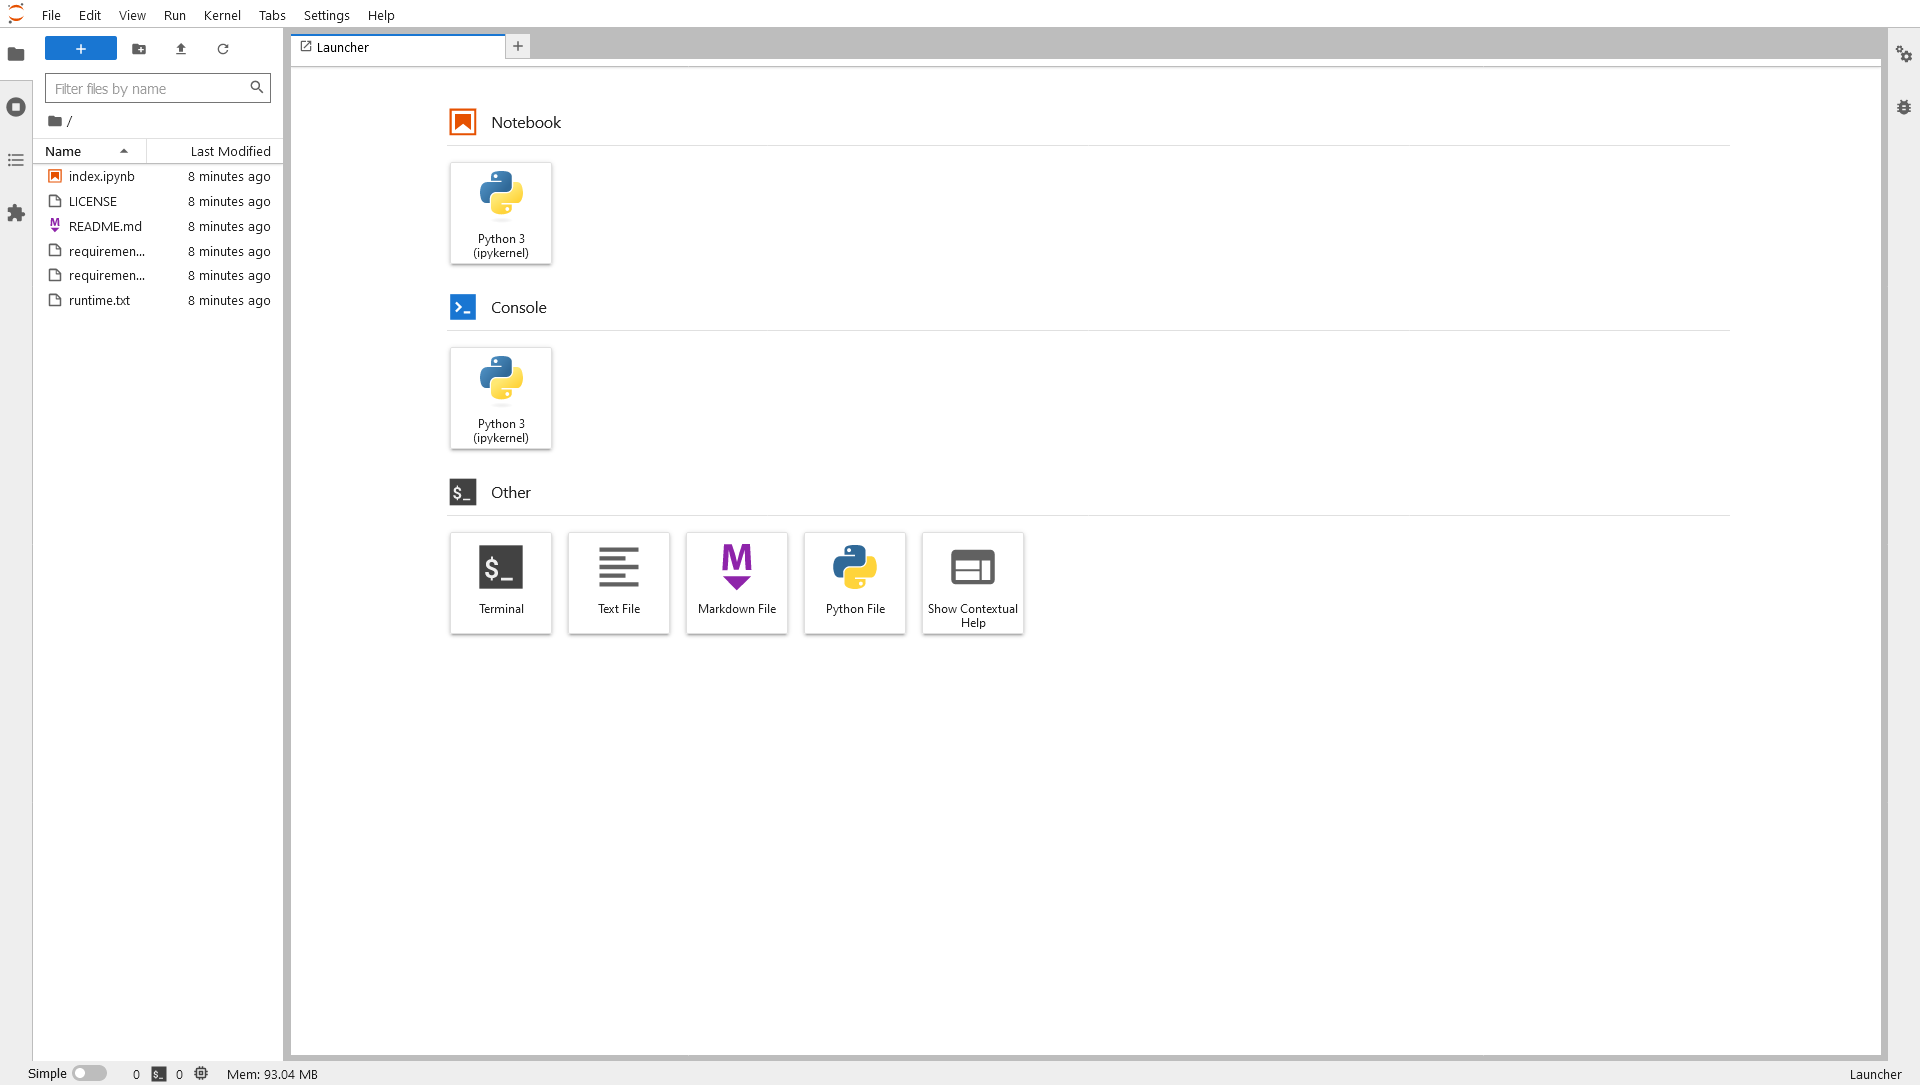 File Edit View Run Kernel Tabs Settings Help
Launcher
Filter files by name
/
Name Last Modified
index.ipynb 8 minutes ago
LICENSE 8 minutes ago
README.md 8 minutes ago
requiremen... 8 minutes ago
requiremen... 8 minutes ago
runtime.txt 8 minutes ago
Notebook
Python 3
(ipykernel)
Console
Python 3
(ipykernel)
$_ Other
$_ M
Terminal Text File Markdown File Python File Show Contextual
Help
Simple 0 $_ 0 Mem: 93.04 MB Launcher